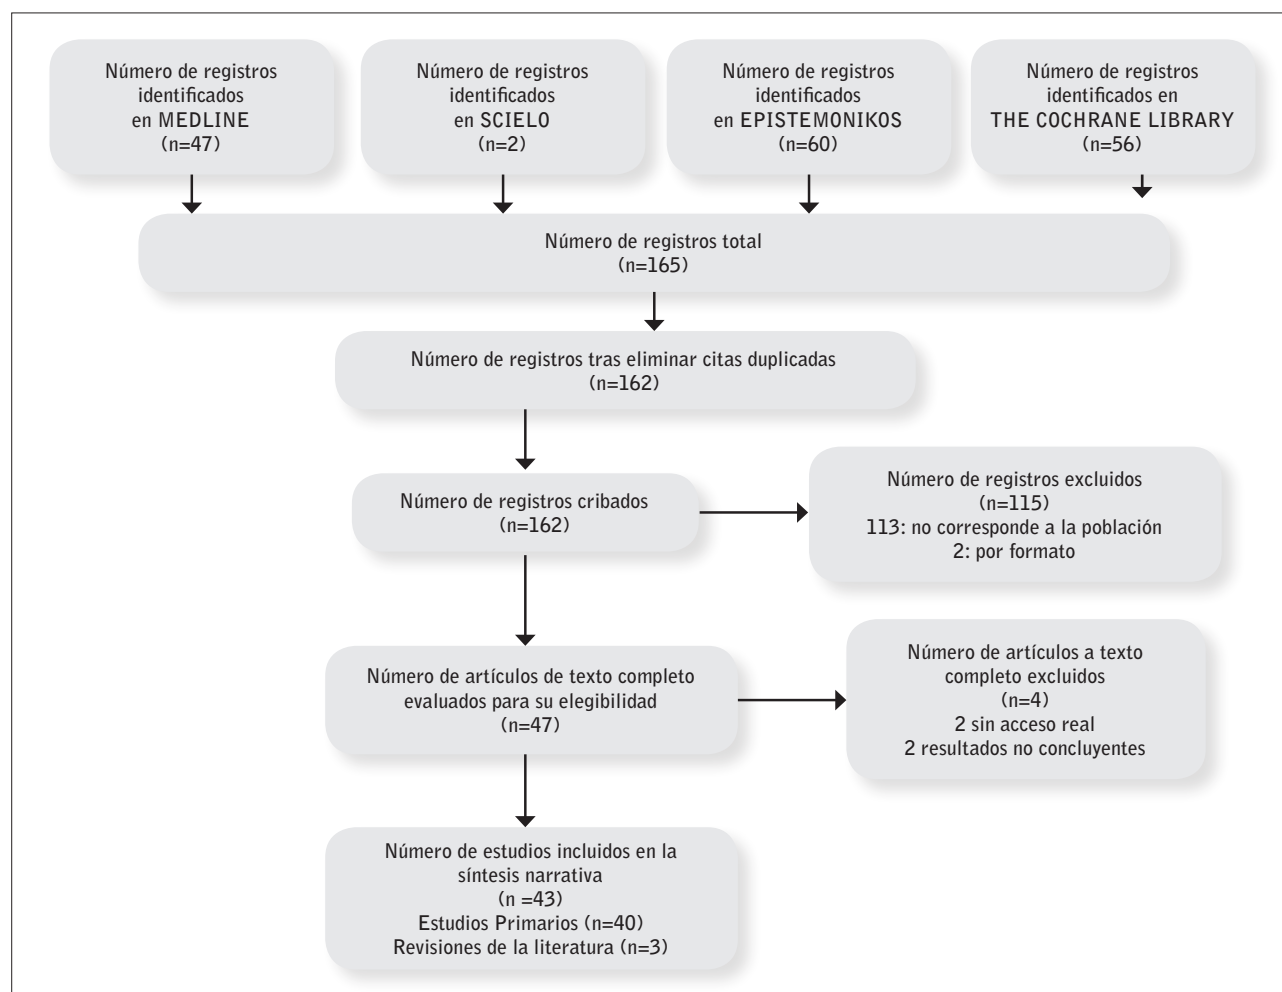 Número de registros
identificados
en MEDLINE
(n=47)
Número de registros
identificados
en SCIELO
(n=2)
Número de registros
identificados
en EPISTEMONIKOS
(n=60)
Número de registros
identificados en
THE COCHRANE LIBRARY
(n=56)
Número de registros total
(n=165)
Número de registros tras eliminar citas duplicadas
(n=162)
Número de registros cribados
(n=162)
Número de registros excluidos
(n=115)
113: no corresponde a la población
2: por formato
Número de artículos de texto completo
evaluados para su elegibilidad
(n=47)
Número de artículos a texto
completo excluidos
(n=4)
2 sin acceso real
2 resultados no concluyentes
Número de estudios incluidos en la
síntesis narrativa
(n =43)
Estudios Primarios (n=40)
Revisiones de la literatura (n=3)